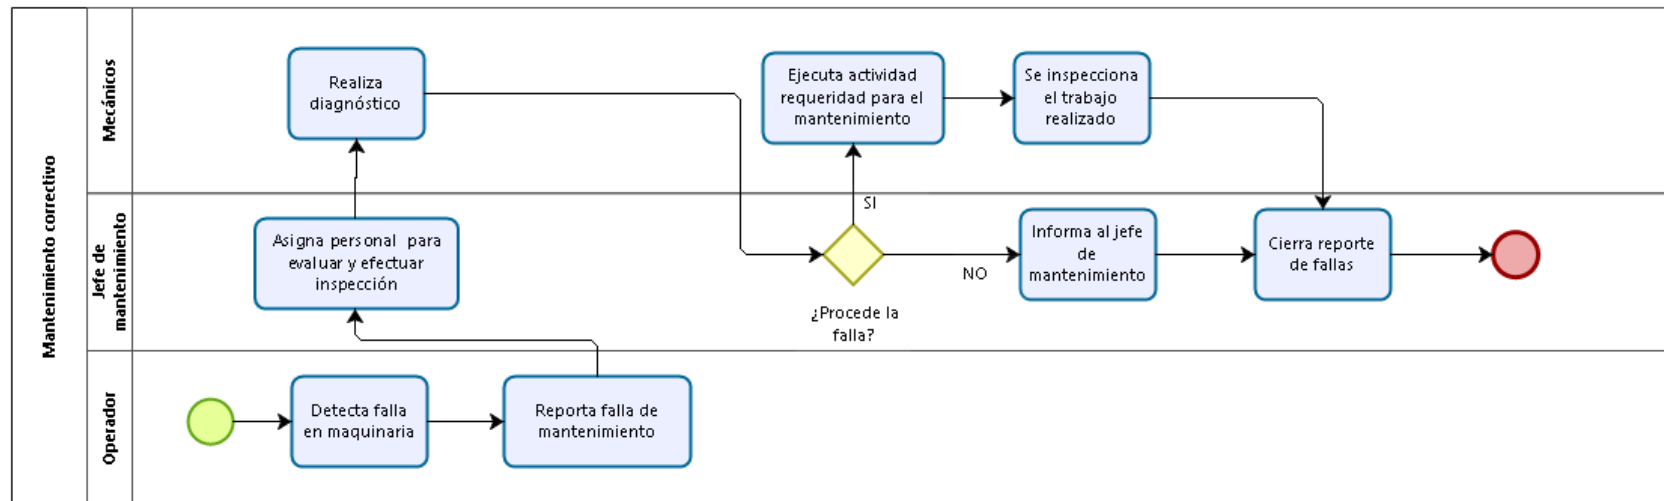 Mantenimiento correctivo
Mecánicos
Realiza
diagnóstico
Ejecuta actividad
requeridad para el
mantenimiento
Se inspecciona
el trabajo
realizado
Jefe de
mantenimiento
Asigna personal para
evaluar y efectuar
inspección
SI
NO
¿Procede la
falla?
Informa al jefe
de
mantenimiento
Cierra reporte
de fallas
Operador
Detecta falla
en maquinaria
Reporta falla de
mantenimiento